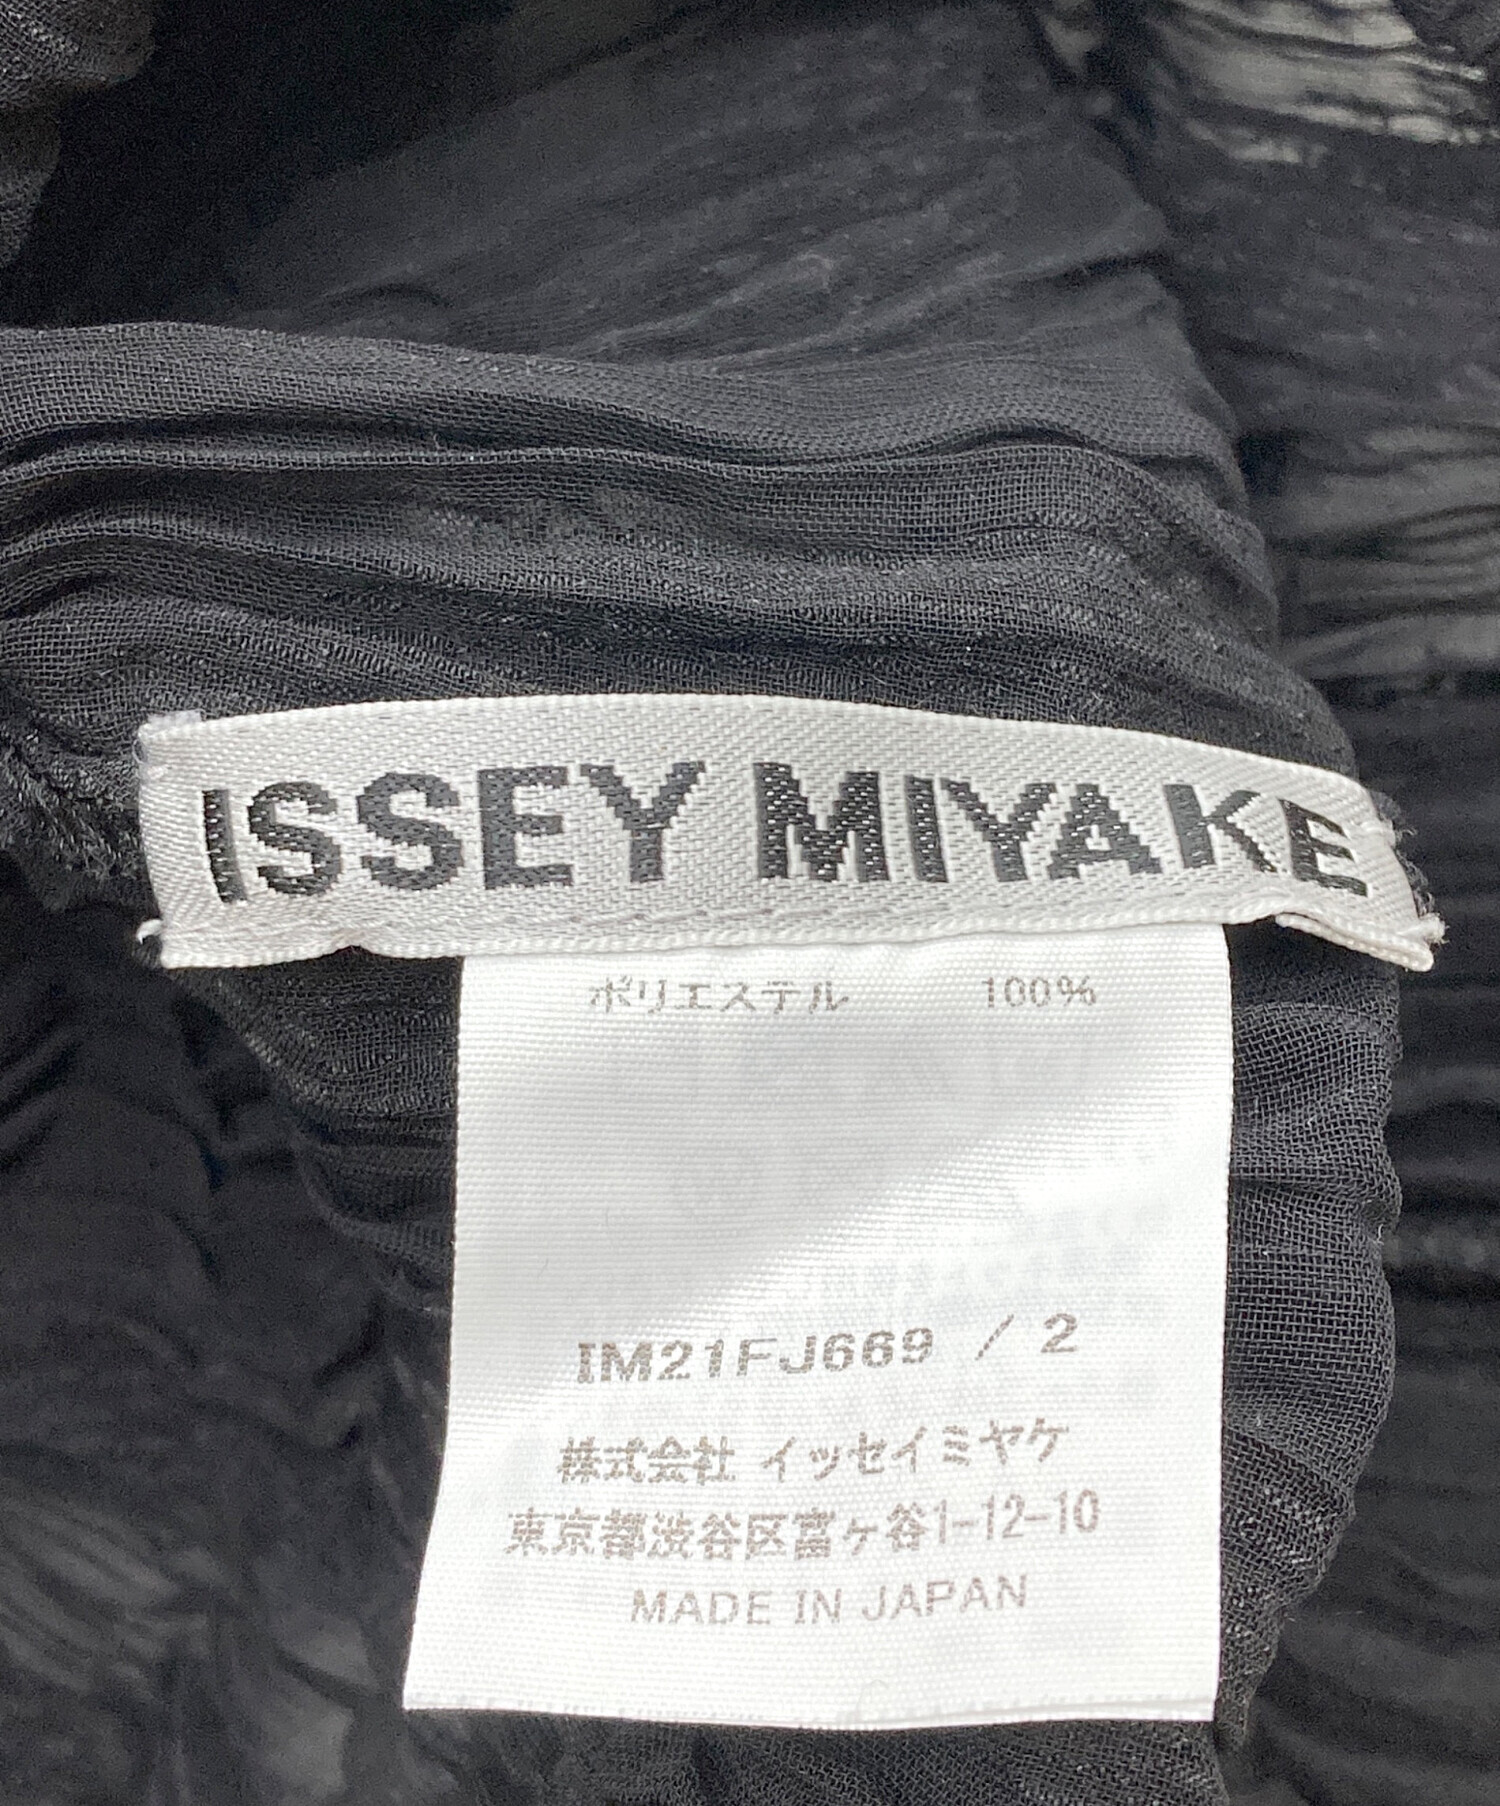 ISSEY MIYAKE
ポリエステル 100%
IM21FJ669 / 2
株式会社 イッセイミヤケ
東京都渋谷区富ヶ谷1-12-10
MADE IN JAPAN